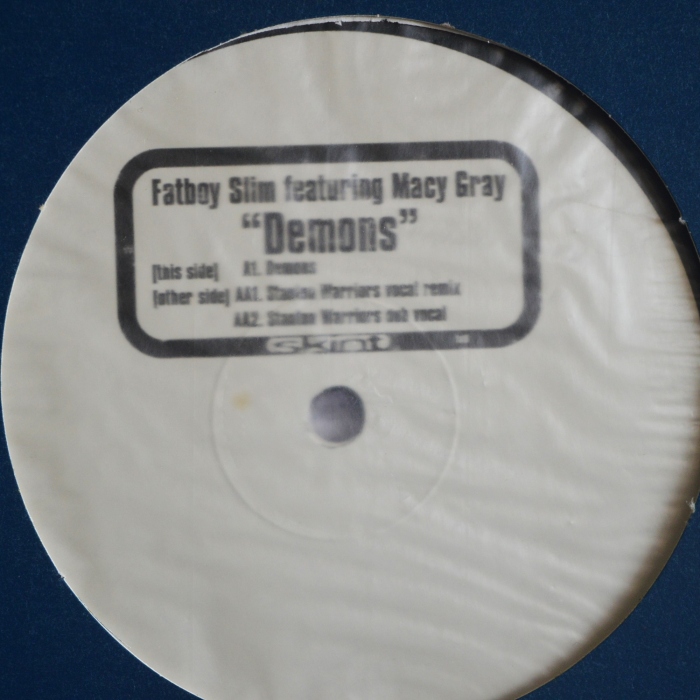 Fatboy Slim featuring Macy Gray
"Demons"
[this side] A1. Demons
[other side] AA1. Stanton Warriors vocal remix
AA2. Stanton Warriors dub vocal
Skint